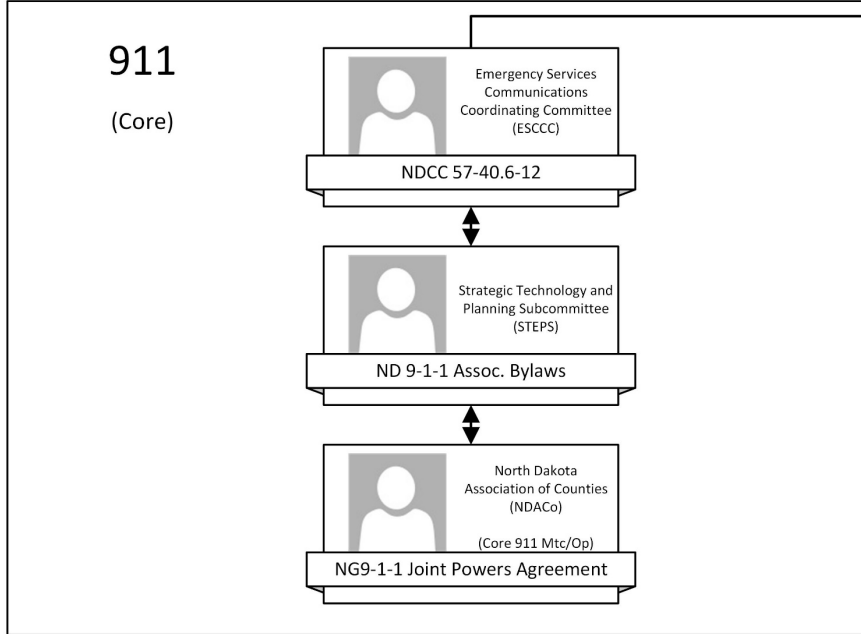 911
(Core)
Emergency Services
Communications
Coordinating Committee
(ESCCC)
NDCC 57-40.6-12
Strategic Technology and
Planning Subcommittee
(STEPS)
ND 9-1-1 Assoc. Bylaws
North Dakota
Association of Counties
(NDACo)
(Core 911 Mtc/Op)
NG9-1-1 Joint Powers Agreement